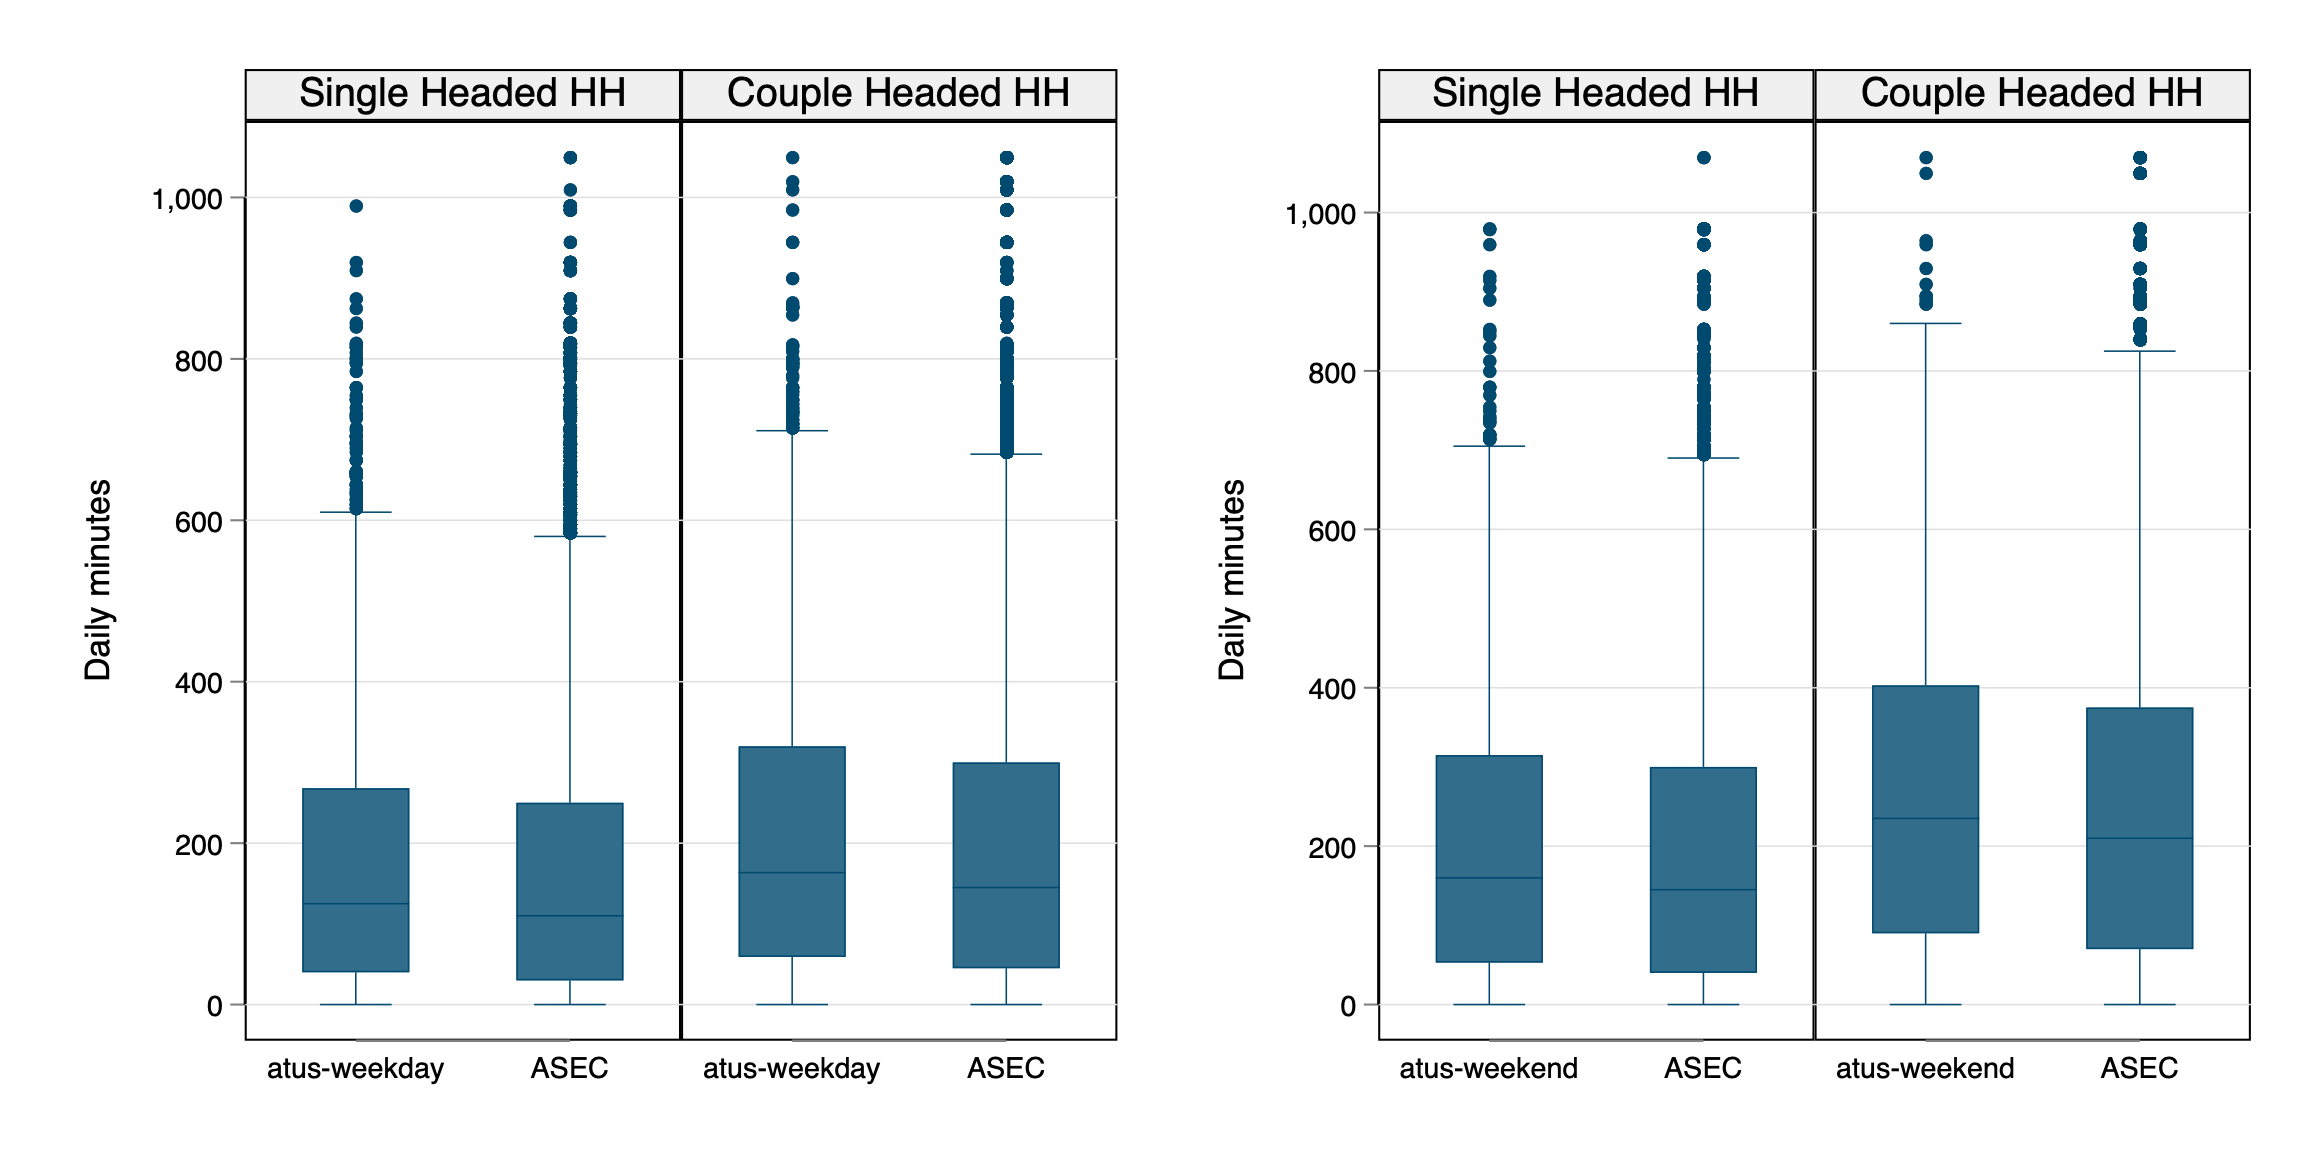 Single Headed HH
Couple Headed HH
Daily minutes
1,000
800
600
400
200
0
atus-weekday
ASEC
atus-weekday
ASEC
Single Headed HH
Couple Headed HH
Daily minutes
1,000
800
600
400
200
0
atus-weekend
ASEC
atus-weekend
ASEC